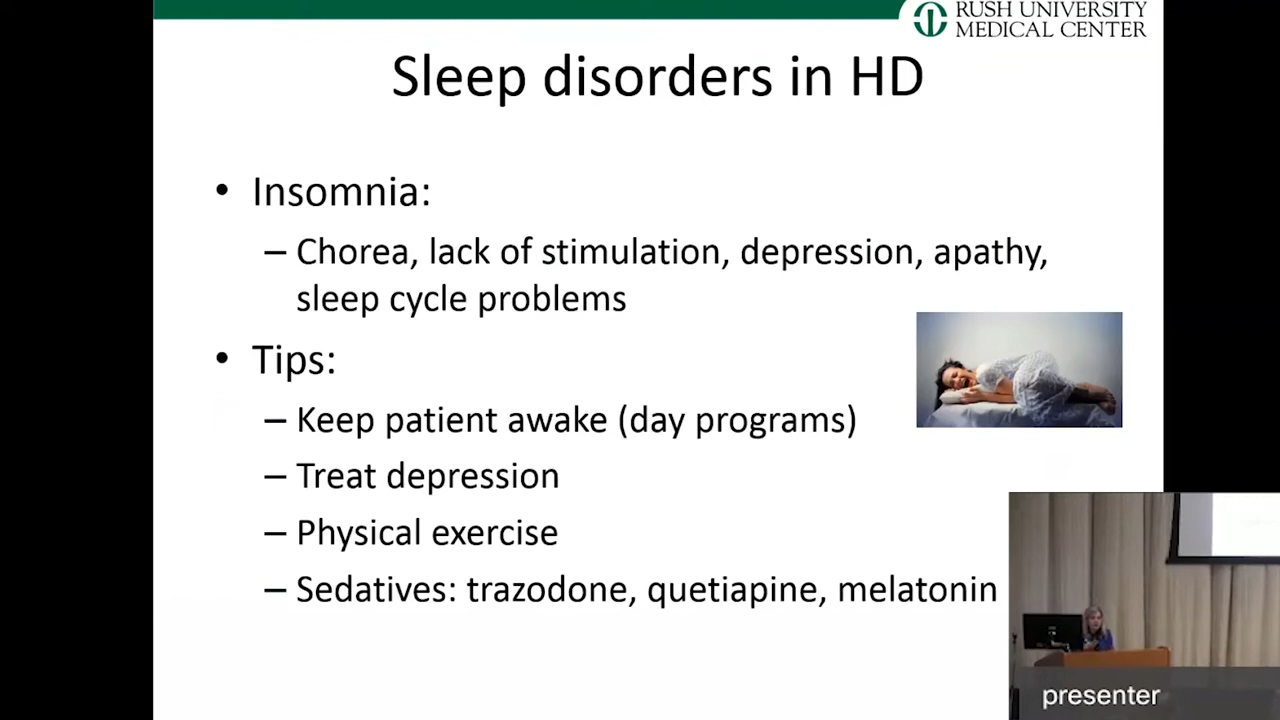 RUSH UNIVERSITY
MEDICAL CENTER
Sleep disorders in HD
• Insomnia:
– Chorea, lack of stimulation, depression, apathy,
sleep cycle problems
• Tips:
– Keep patient awake (day programs)
– Treat depression
– Physical exercise
– Sedatives: trazodone, quetiapine, melatonin
presenter